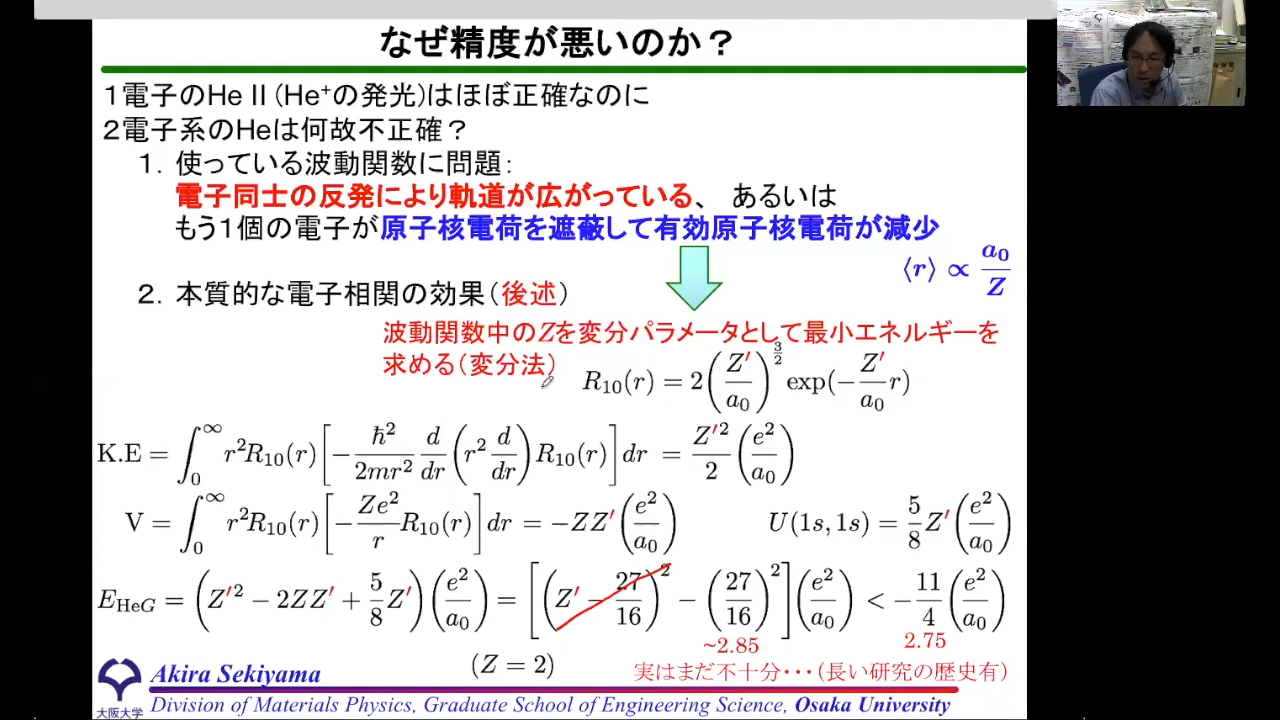 なぜ精度が悪いのか？
１電子のHe II (He⁺の発光)はほぼ正確なのに
２電子系のHeは何故不正確？
１．使っている波動関数に問題：
電子同士の反発により軌道が広がっている、 あるいは
もう１個の電子が原子核電荷を遮蔽して有効原子核電荷が減少
⟨r⟩ ∝ a₀/Z
２．本質的な電子相関の効果（後述）
波動関数中のZを変分パラメータとして最小エネルギーを
求める（変分法）
R₁₀(r) = 2(Z′/a₀)^(3/2) exp(−Z′/a₀ r)
K.E = ∫₀^∞ r²R₁₀(r)[−ħ²/2mr² d/dr (r² d/dr) R₁₀(r)]dr = Z′²/2 (e²/a₀)
V = ∫₀^∞ r²R₁₀(r)[−Ze²/r R₁₀(r)]dr = −ZZ′(e²/a₀) U(1s, 1s) = 5/8 Z′(e²/a₀)
E_HeG = (Z′² − 2ZZ′ + 5/8 Z′)(e²/a₀) = [(Z′ − 27/16)² − (27/16)²](e²/a₀) < −11/4 (e²/a₀)
~2.85 2.75
(Z = 2) 実はまだ不十分・・・（長い研究の歴史有）
大阪大学
Akira Sekiyama
Division of Materials Physics, Graduate School of Engineering Science, Osaka University